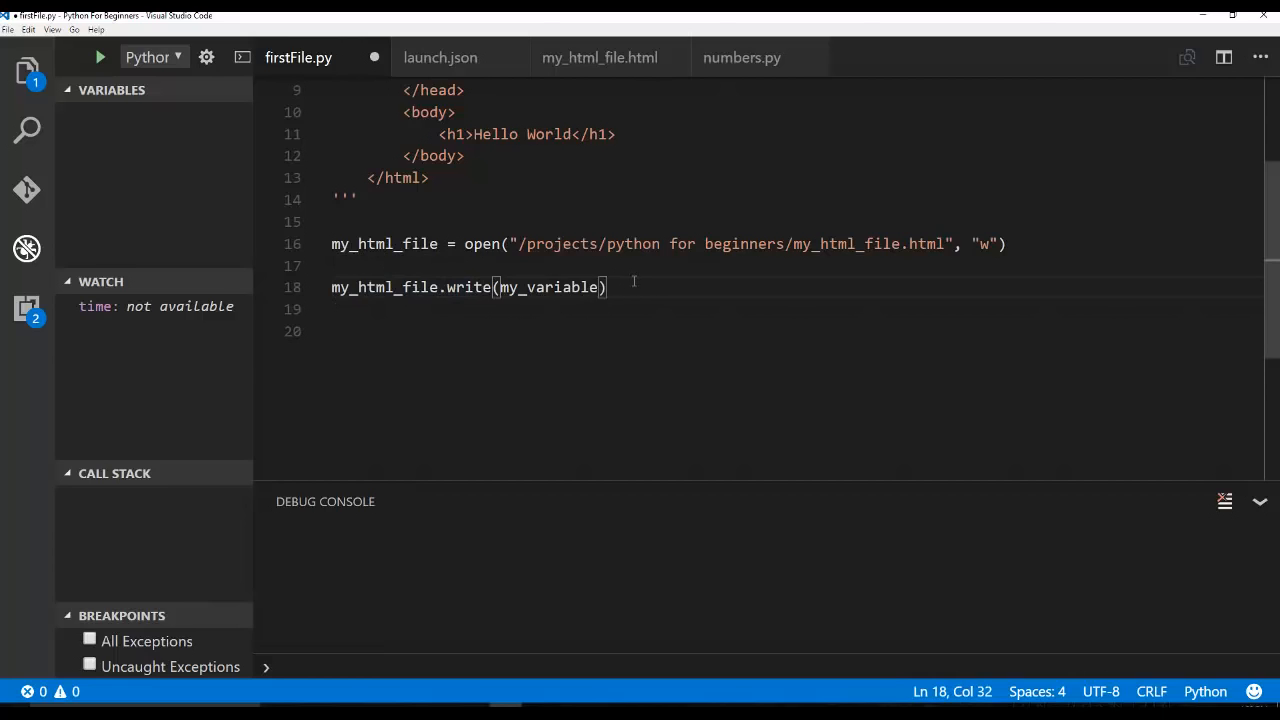 firstFile.py - Python For Beginners - Visual Studio Code
File Edit View Go Help
Python firstFile.py launch.json my_html_file.html numbers.py
1
2
VARIABLES
WATCH
time: not available
CALL STACK
BREAKPOINTS
All Exceptions
Uncaught Exceptions
9 </head>
10 <body>
11 <h1>Hello World</h1>
12 </body>
13 </html>
14 '''
15
16 my_html_file = open("/projects/python for beginners/my_html_file.html", "w")
17
18 my_html_file.write(my_variable)
19
20
DEBUG CONSOLE
0 0 Ln 18, Col 32 Spaces: 4 UTF-8 CRLF Python